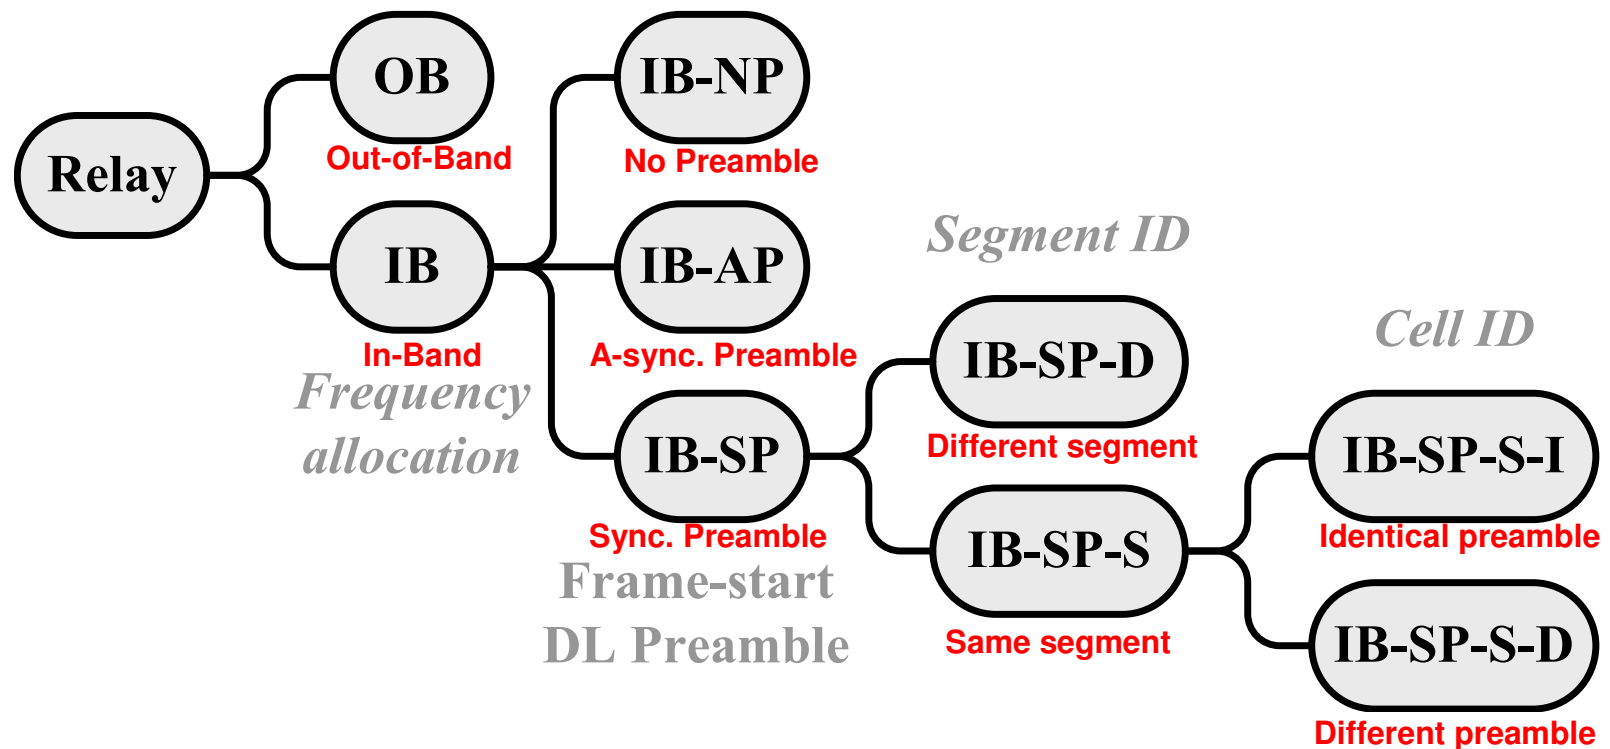 Relay
OB
Out-of-Band
IB
In-Band
Frequency
allocation
IB-NP
No Preamble
IB-AP
A-sync. Preamble
IB-SP
Sync. Preamble
Frame-start
DL Preamble
Segment ID
IB-SP-D
Different segment
IB-SP-S
Same segment
Cell ID
IB-SP-S-I
Identical preamble
IB-SP-S-D
Different preamble